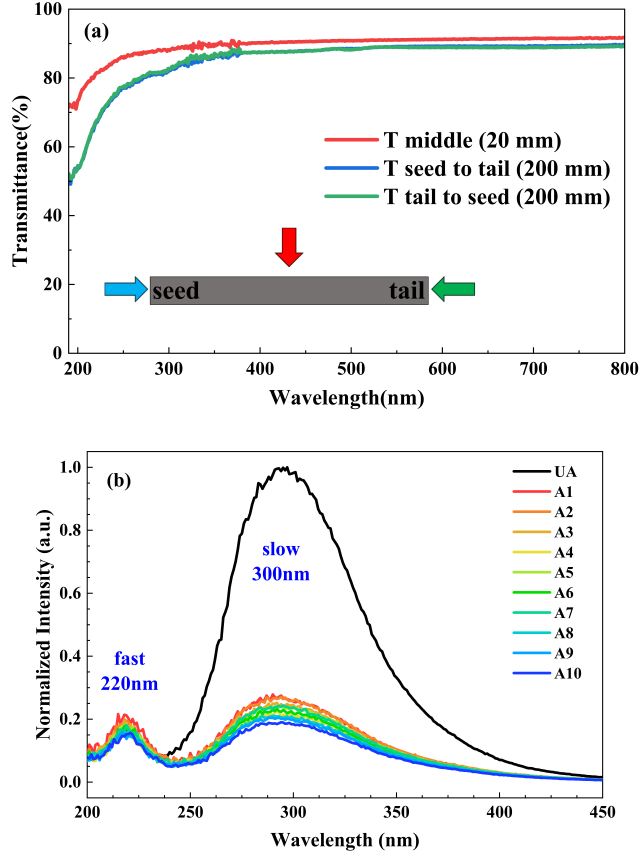 (a)
100
80
60
40
20
0
Transmittance(%)
T middle (20 mm)
T seed to tail (200 mm)
T tail to seed (200 mm)
seed
tail
200 300 400 500 600 700 800
Wavelength(nm)
(b)
1.0
0.8
0.6
0.4
0.2
0.0
Normalized Intensity (a.u.)
slow
300nm
fast
220nm
UA
A1
A2
A3
A4
A5
A6
A7
A8
A9
A10
200 250 300 350 400 450
Wavelength (nm)